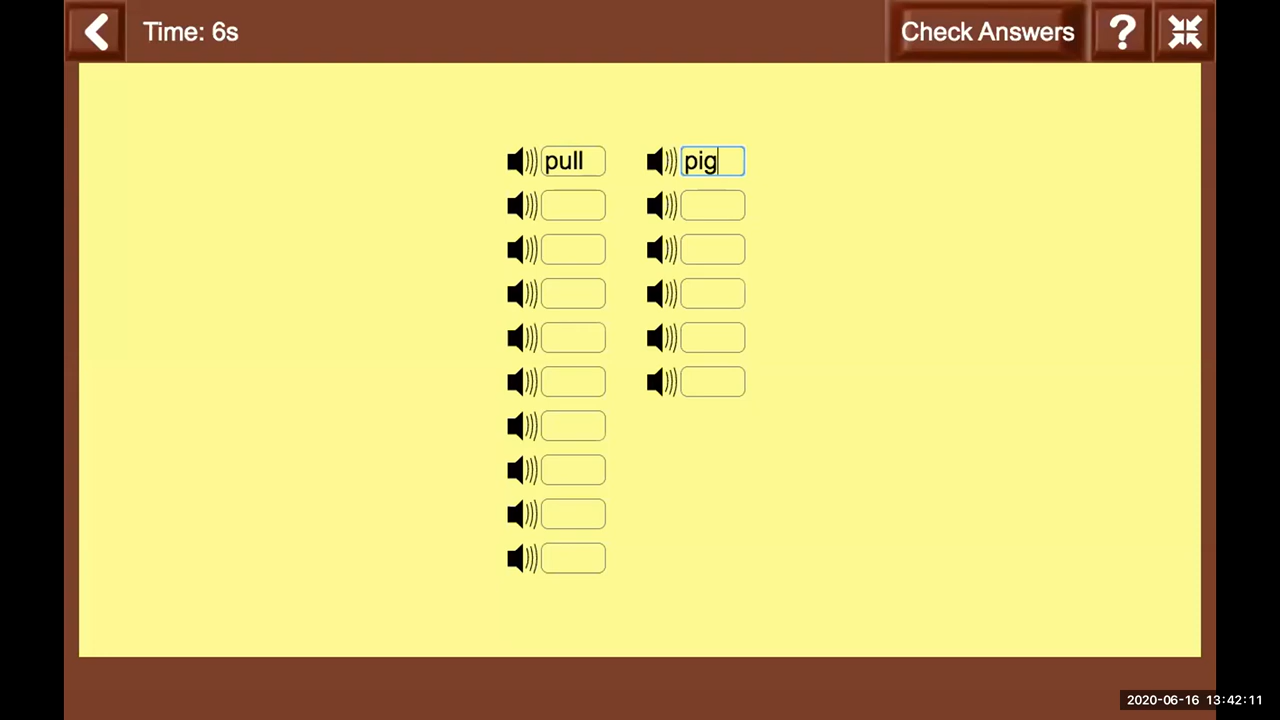 Time: 6s
Check Answers
?
pull
pig
2020-06-16 13:42:11